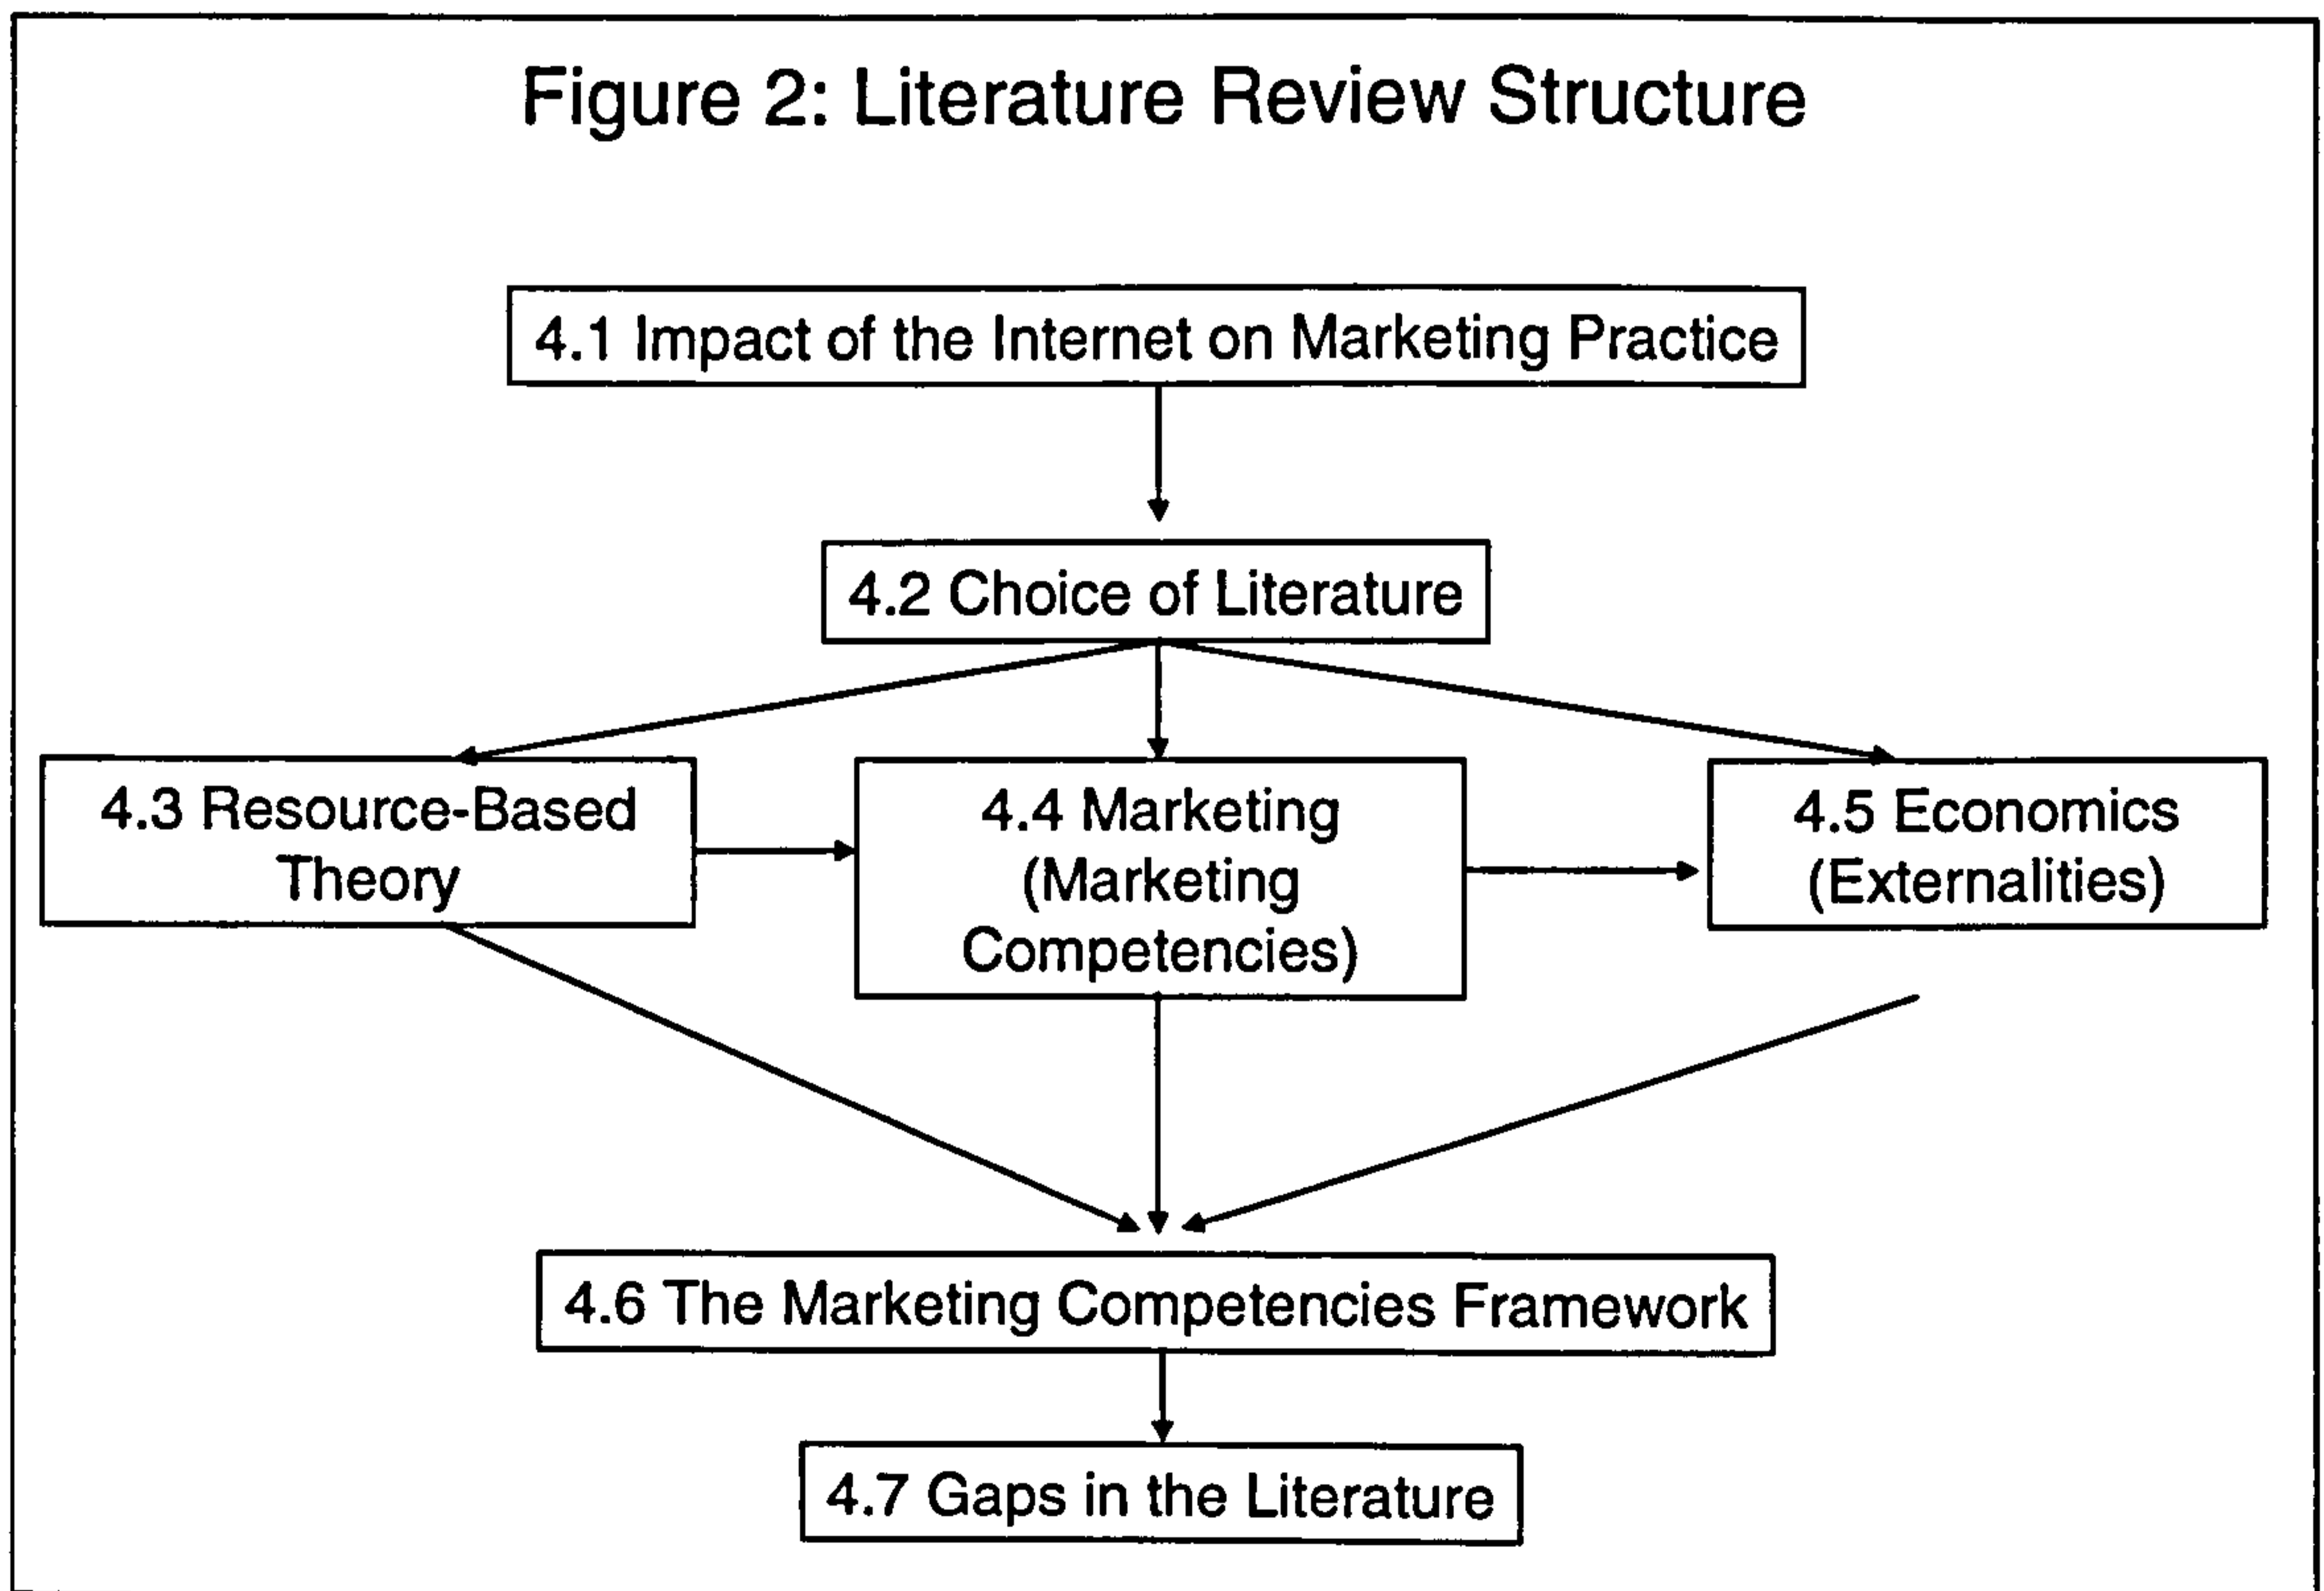 Figure 2: Literature Review Structure
4.1 Impact of the Internet on Marketing Practice
4.2 Choice of Literature
4.3 Resource-Based
Theory
4.4 Marketing
(Marketing
Competencies)
4.5 Economics
(Externalities)
4.6 The Marketing Competencies Framework
4.7 Gaps in the Literature